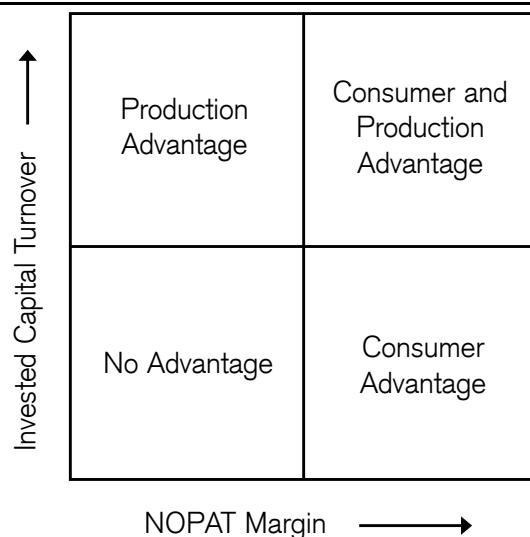 Invested Capital Turnover
Production
Advantage
Consumer and
Production
Advantage
No Advantage
Consumer
Advantage
NOPAT Margin